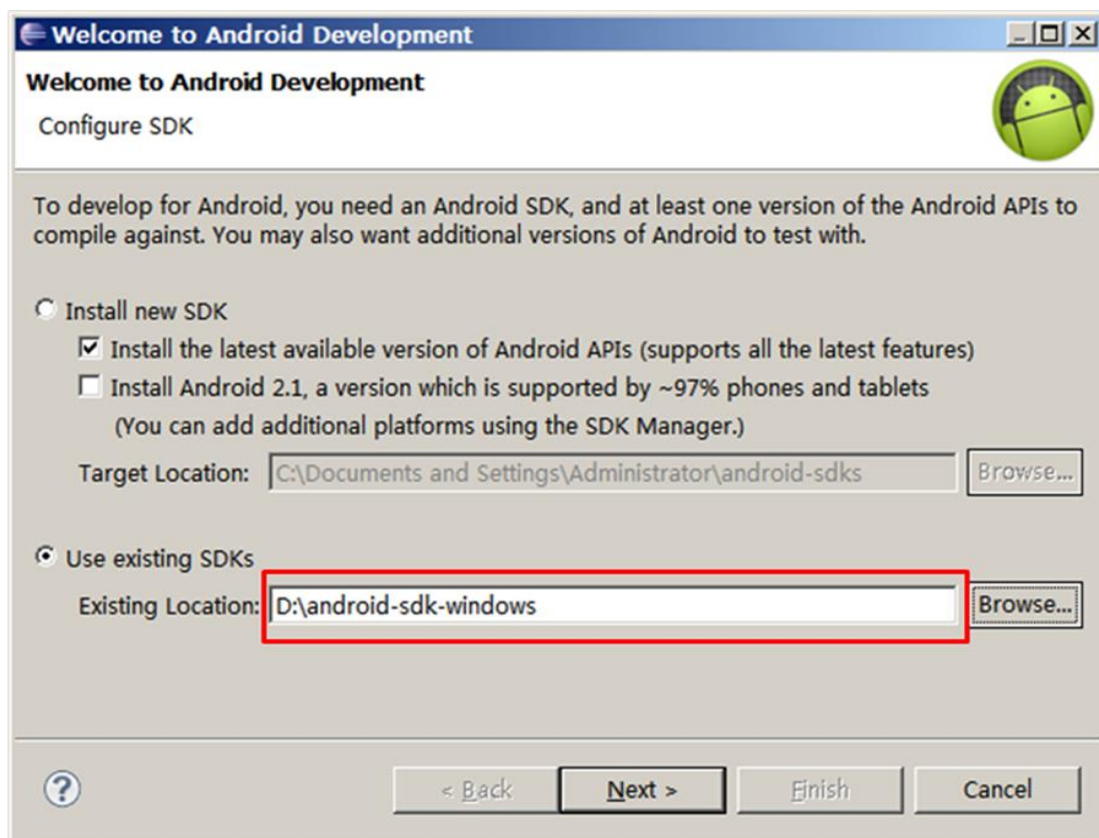 Welcome to Android Development
Welcome to Android Development
Configure SDK
To develop for Android, you need an Android SDK, and at least one version of the Android APIs to
compile against. You may also want additional versions of Android to test with.
Install new SDK
Install the latest available version of Android APIs (supports all the latest features)
Install Android 2.1, a version which is supported by ~97% phones and tablets
(You can add additional platforms using the SDK Manager.)
Target Location: C:\Documents and Settings\Administrator\android-sdks Browse...
Use existing SDKs
Existing Location: D:\android-sdk-windows Browse...
? < Back Next > Finish Cancel